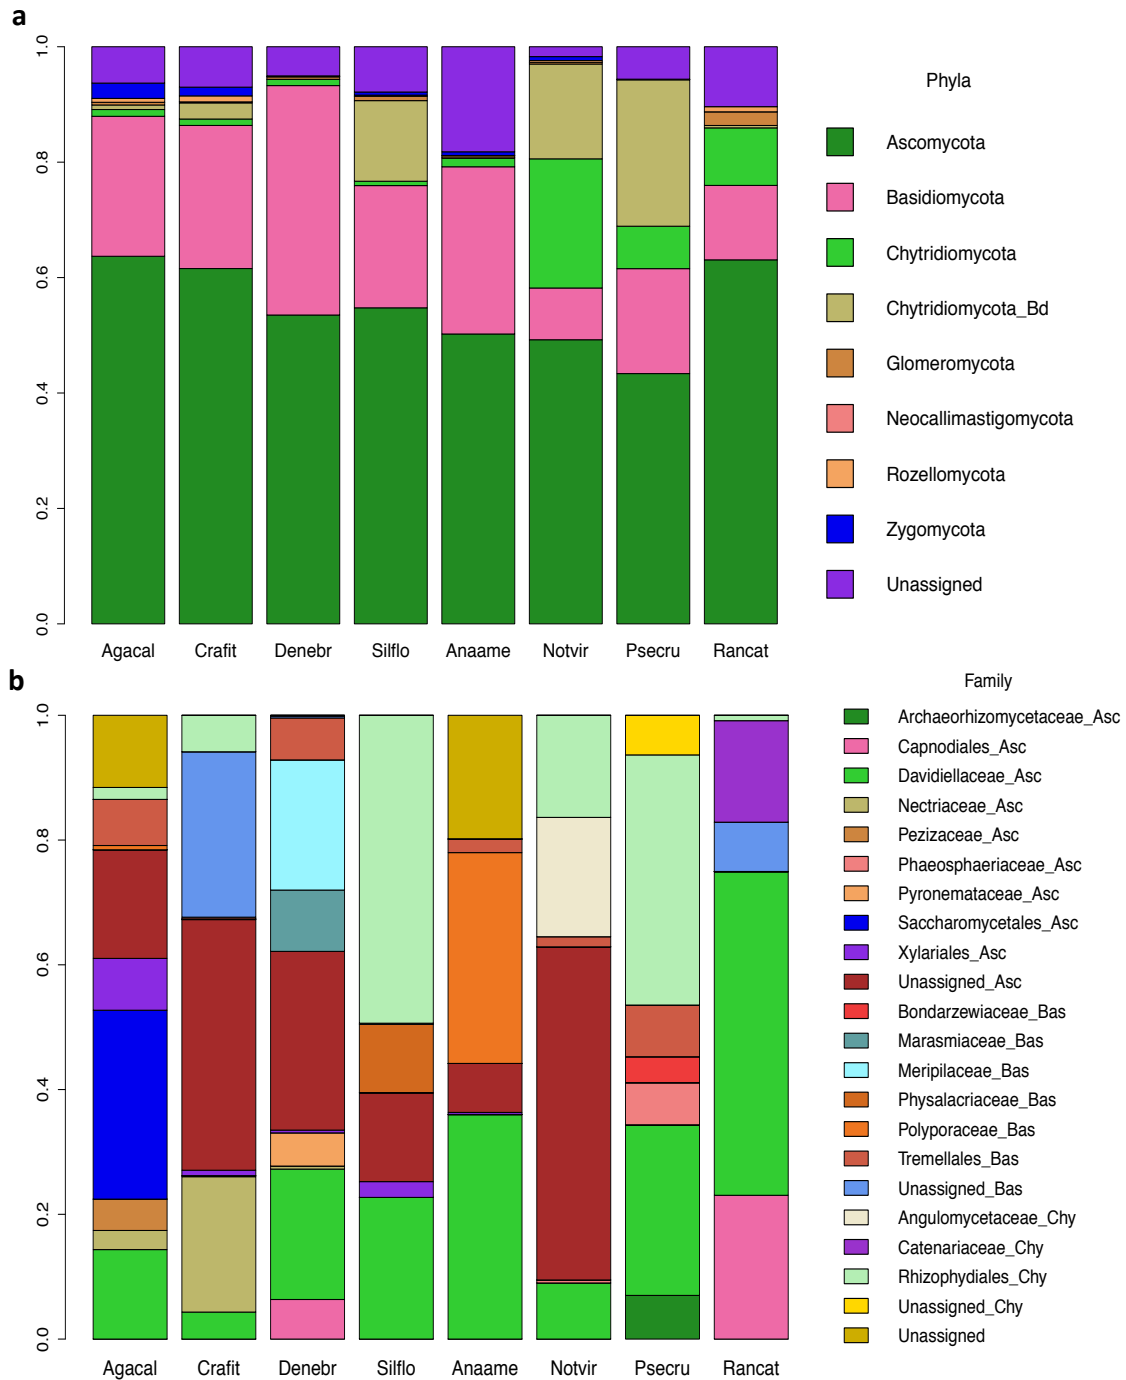 a
1.0
0.8
0.6
0.4
0.2
0.0
Agacal Crafit Denebr Silflo Anaame Notvir Psecru Rancat
Phyla
Ascomycota
Basidiomycota
Chytridiomycota
Chytridiomycota_Bd
Glomeromycota
Neocallimastigomycota
Rozellomycota
Zygomycota
Unassigned
b
1.0
0.8
0.6
0.4
0.2
0.0
Agacal Crafit Denebr Silflo Anaame Notvir Psecru Rancat
Family
Archaeorhizomycetaceae_Asc
Capnodiales_Asc
Davidiellaceae_Asc
Nectriaceae_Asc
Pezizaceae_Asc
Phaeosphaeriaceae_Asc
Pyronemataceae_Asc
Saccharomycetales_Asc
Xylariales_Asc
Unassigned_Asc
Bondarzewiaceae_Bas
Marasmiaceae_Bas
Meripilaceae_Bas
Physalacriaceae_Bas
Polyporaceae_Bas
Tremellales_Bas
Unassigned_Bas
Angulomycetaceae_Chy
Catenariaceae_Chy
Rhizophydiales_Chy
Unassigned_Chy
Unassigned